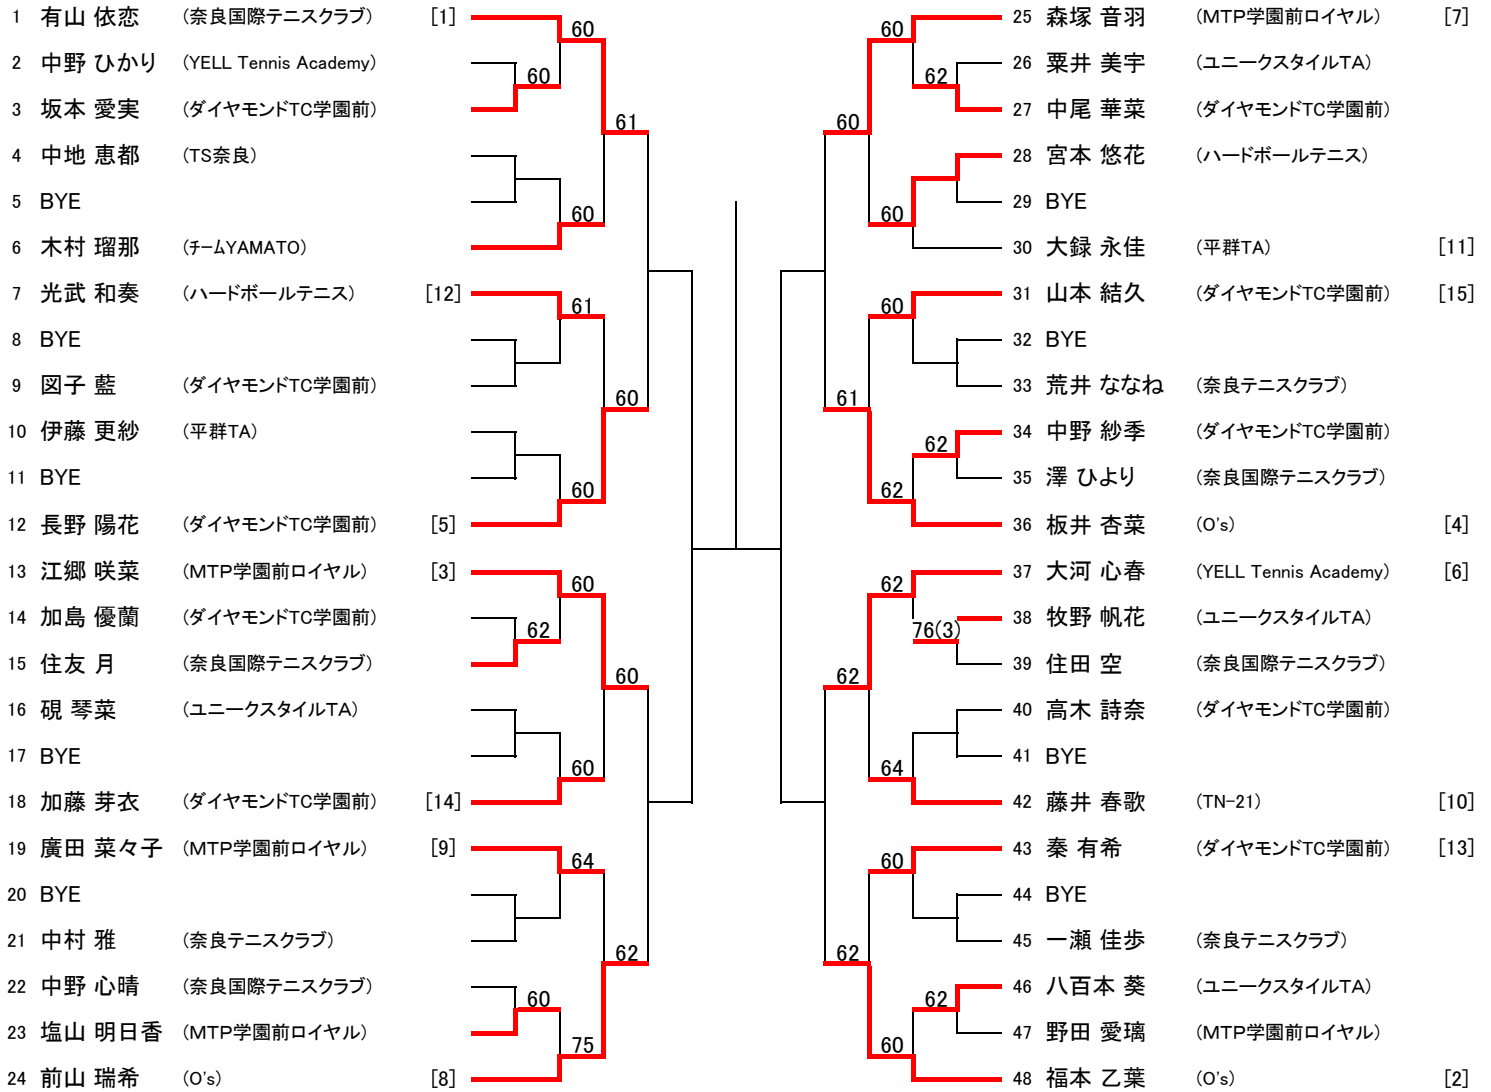 1 有山 依恋 (奈良国際テニスクラブ) [1]
2 中野 ひかり (YELL Tennis Academy)
3 坂本 愛実 (ダイヤモンドTC学園前)
4 中地 恵都 (TS奈良)
5 BYE
6 木村 瑠那 (チームYAMATO)
7 光武 和奏 (ハードボールテニス) [12]
8 BYE
9 図子 藍 (ダイヤモンドTC学園前)
10 伊藤 更紗 (平群TA)
11 BYE
12 長野 陽花 (ダイヤモンドTC学園前) [5]
13 江郷 咲菜 (MTP学園前ロイヤル) [3]
14 加島 優蘭 (ダイヤモンドTC学園前)
15 住友 月 (奈良国際テニスクラブ)
16 硯 琴菜 (ユニークスタイルTA)
17 BYE
18 加藤 芽衣 (ダイヤモンドTC学園前) [14]
19 廣田 菜々子 (MTP学園前ロイヤル) [9]
20 BYE
21 中村 雅 (奈良テニスクラブ)
22 中野 心晴 (奈良国際テニスクラブ)
23 塩山 明日香 (MTP学園前ロイヤル)
24 前山 瑞希 (O's) [8]
60
60
61
60
61
60
60
60
62
60
60
64
62
60
75
60
62
60
60
60
61
62
62
62
76(3)
62
64
60
62
62
60
25 森塚 音羽 (MTP学園前ロイヤル) [7]
26 粟井 美宇 (ユニークスタイルTA)
27 中尾 華菜 (ダイヤモンドTC学園前)
28 宮本 悠花 (ハードボールテニス)
29 BYE
30 大録 永佳 (平群TA) [11]
31 山本 結久 (ダイヤモンドTC学園前) [15]
32 BYE
33 荒井 ななね (奈良テニスクラブ)
34 中野 紗季 (ダイヤモンドTC学園前)
35 澤 ひより (奈良国際テニスクラブ)
36 板井 杏菜 (O's) [4]
37 大河 心春 (YELL Tennis Academy) [6]
38 牧野 帆花 (ユニークスタイルTA)
39 住田 空 (奈良国際テニスクラブ)
40 高木 詩奈 (ダイヤモンドTC学園前)
41 BYE
42 藤井 春歌 (TN-21) [10]
43 秦 有希 (ダイヤモンドTC学園前) [13]
44 BYE
45 一瀬 佳歩 (奈良テニスクラブ)
46 八百本 葵 (ユニークスタイルTA)
47 野田 愛璃 (MTP学園前ロイヤル)
48 福本 乙葉 (O's) [2]